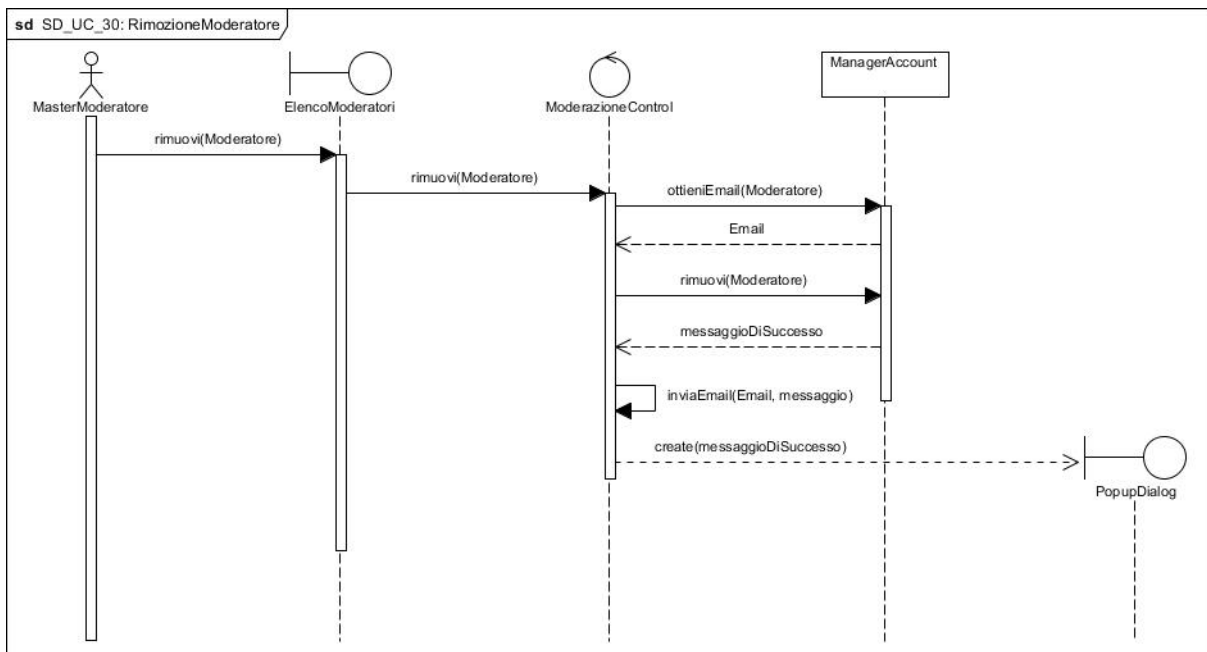 sd SD_UC_30: RimozioneModeratore
ManagerAccount
MasterModeratore
ElencoModeratori
ModerazioneControl
rimuovi(Moderatore)
rimuovi(Moderatore)
ottieniEmail(Moderatore)
Email
rimuovi(Moderatore)
messaggioDiSuccesso
inviaEmail(Email, messaggio)
create(messaggioDiSuccesso)
PopupDialog